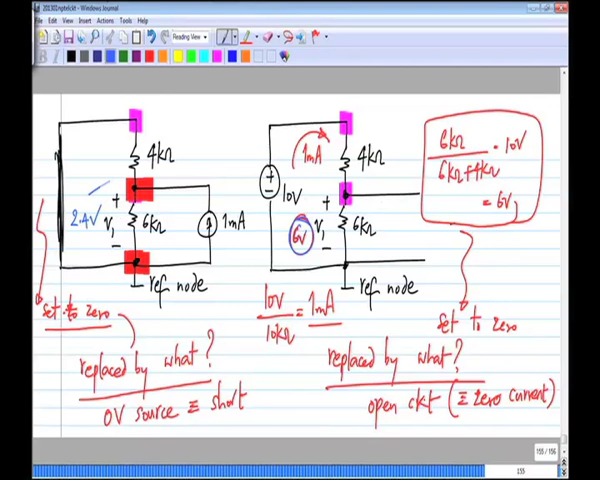 201301nptelckt - Windows Journal
File Edit View Insert Actions Tools Help
Reading View
4kΩ
2.4V
+
V1
-
6kΩ
1mA
ref node
set to zero
replaced by what?
0V source ≡ short
+
-
10V
1mA
4kΩ
+
6V
V1
-
6kΩ
ref node
10V
10kΩ
= 1mA
6kΩ
6kΩ+4kΩ
· 10V
= 6V,
set to zero
replaced by what?
open ckt (≡ zero current)
155 / 156
155